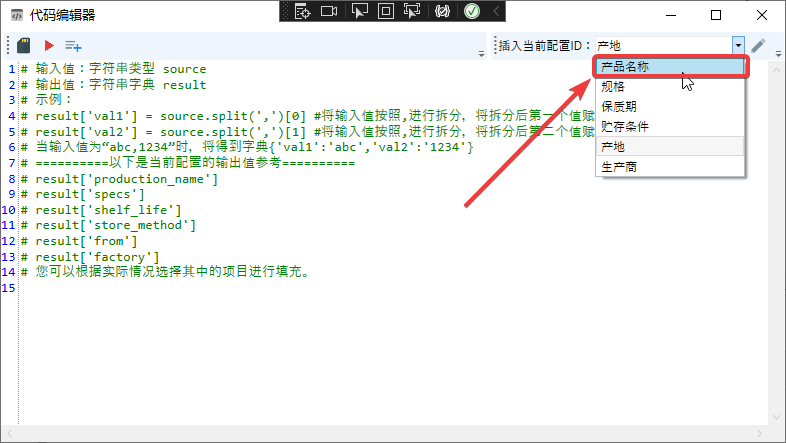 代码编辑器
插入当前配置ID： 产地
产品名称
规格
保质期
贮存条件
产地
生产商
1 # 输入值：字符串类型 source
2 # 输出值：字符串字典 result
3 # 示例：
4 # result['val1'] = source.split(',')[0] #将输入值按照,进行拆分，将拆分后第一个值赋
5 # result['val2'] = source.split(',')[1] #将输入值按照,进行拆分，将拆分后第二个值赋
6 # 当输入值为“abc,1234”时，将得到字典{'val1':'abc','val2':'1234'}
7 # ==========以下是当前配置的输出值参考==========
8 # result['production_name']
9 # result['specs']
10 # result['shelf_life']
11 # result['store_method']
12 # result['from']
13 # result['factory']
14 # 您可以根据实际情况选择其中的项目进行填充。
15